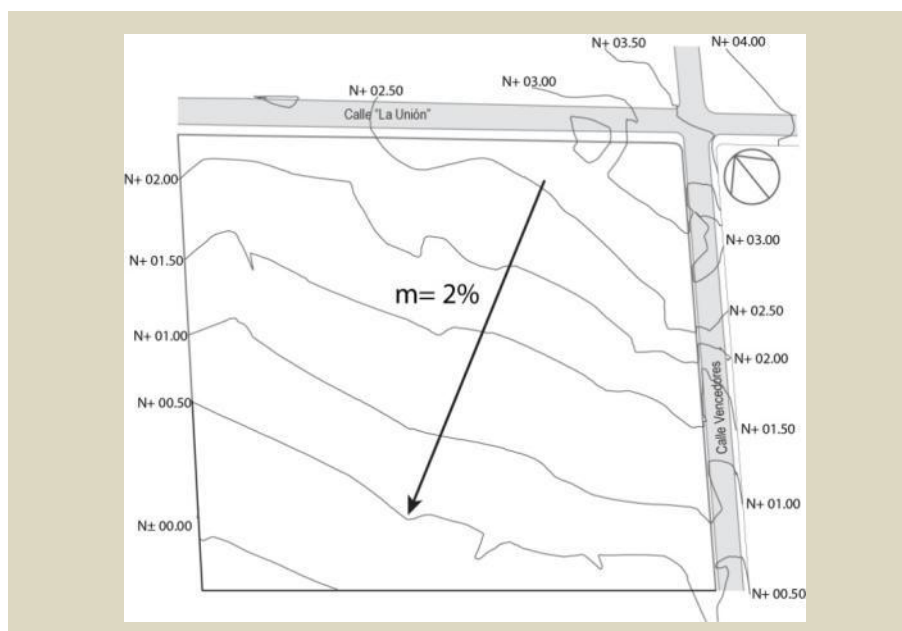 N+ 03.50
N+ 04.00
N+ 03.00
N+ 02.50
Calle "La Unión"
N+ 02.00
N+ 03.00
N+ 01.50
m= 2%
N+ 02.50
N+ 01.00
N+ 02.00
Calle Vencedores
N+ 00.50
N+ 01.50
N+ 01.00
N± 00.00
N+ 00.50